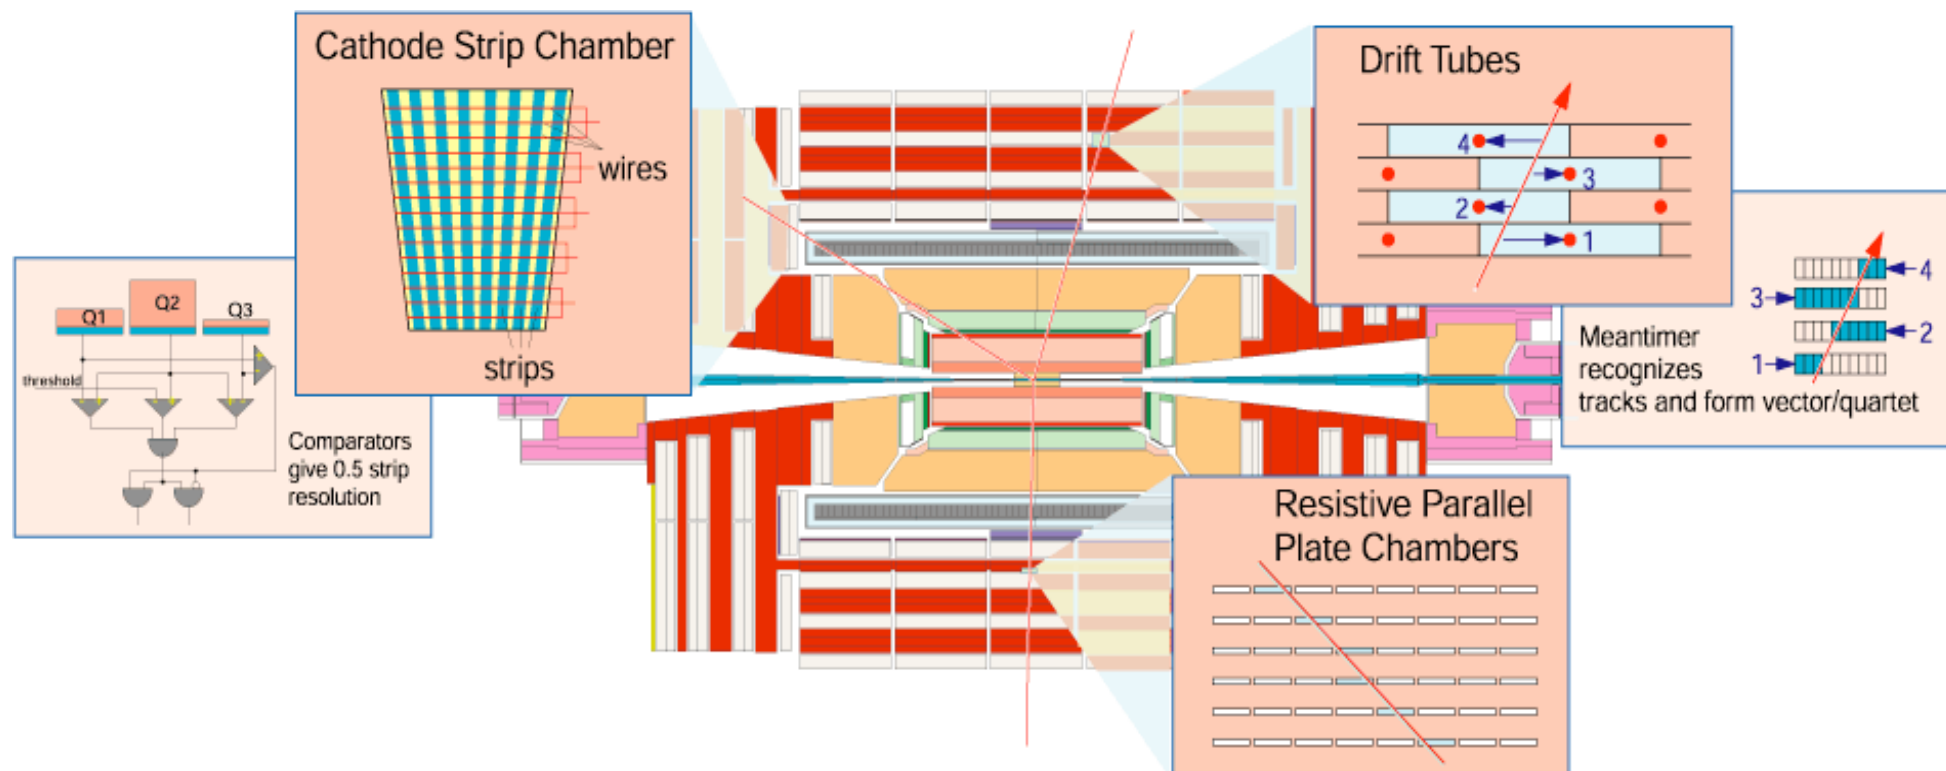 Cathode Strip Chamber
wires
strips
Q1
Q2
Q3
threshold
Comparators
give 0.5 strip
resolution
Drift Tubes
4
3
2
1
4
3
2
1
Meantimer
recognizes
tracks and form vector/quartet
Resistive Parallel
Plate Chambers